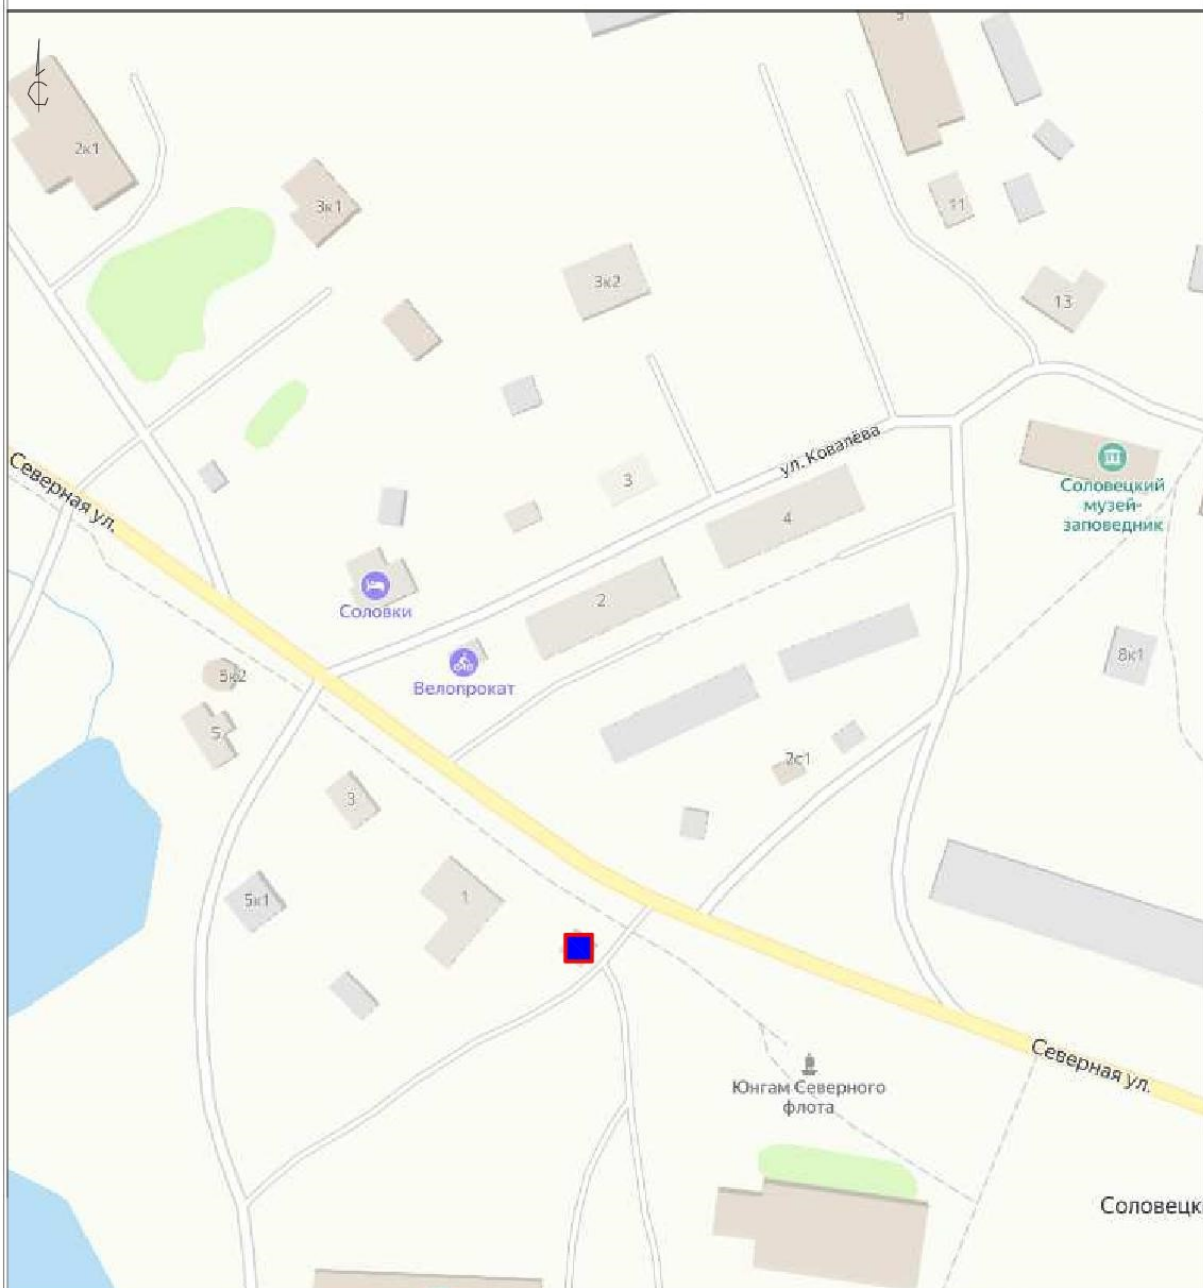 5
С
2к1
3к1
11
3к2
13
ул. Ковалёва
Северная ул.
3
Соловецкий
музей-
заповедник
4
2
Соловки
8к1
5к2
Велопрокат
5
2с1
3
1
5к1
Северная ул.
Юнгам Северного
флота
Соловецк